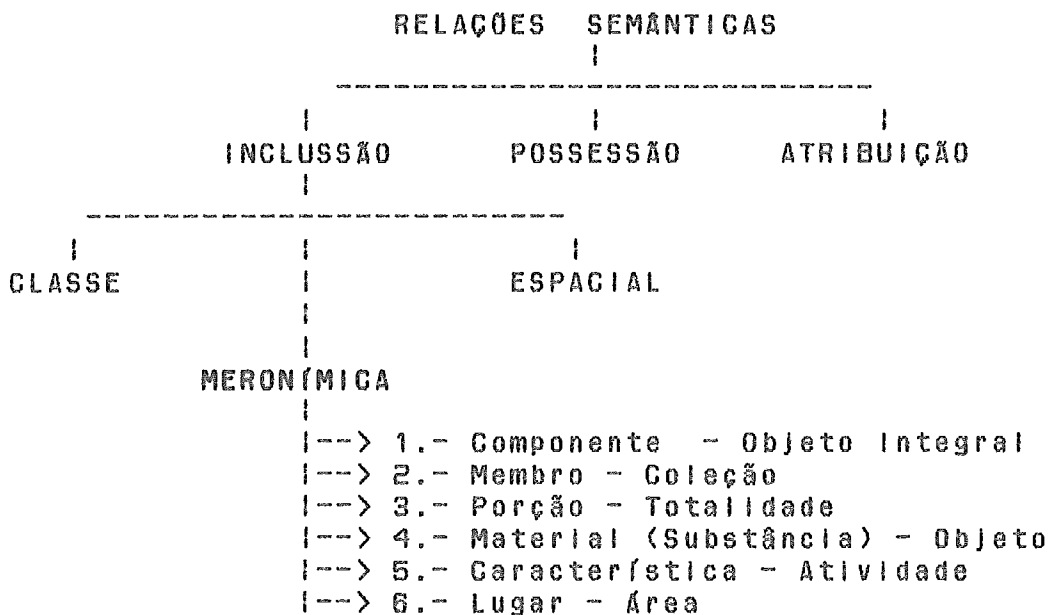 RELAÇÕES SEMÂNTICAS
INCLUSSÃO POSSESSÃO ATRIBUIÇÃO
CLASSE ESPACIAL
MERONÍMICA
|--> 1.- Componente - Objeto Integral
|--> 2.- Membro - Coleção
|--> 3.- Porção - Totalidade
|--> 4.- Material (Substância) - Objeto
|--> 5.- Característica - Atividade
|--> 6.- Lugar - Área